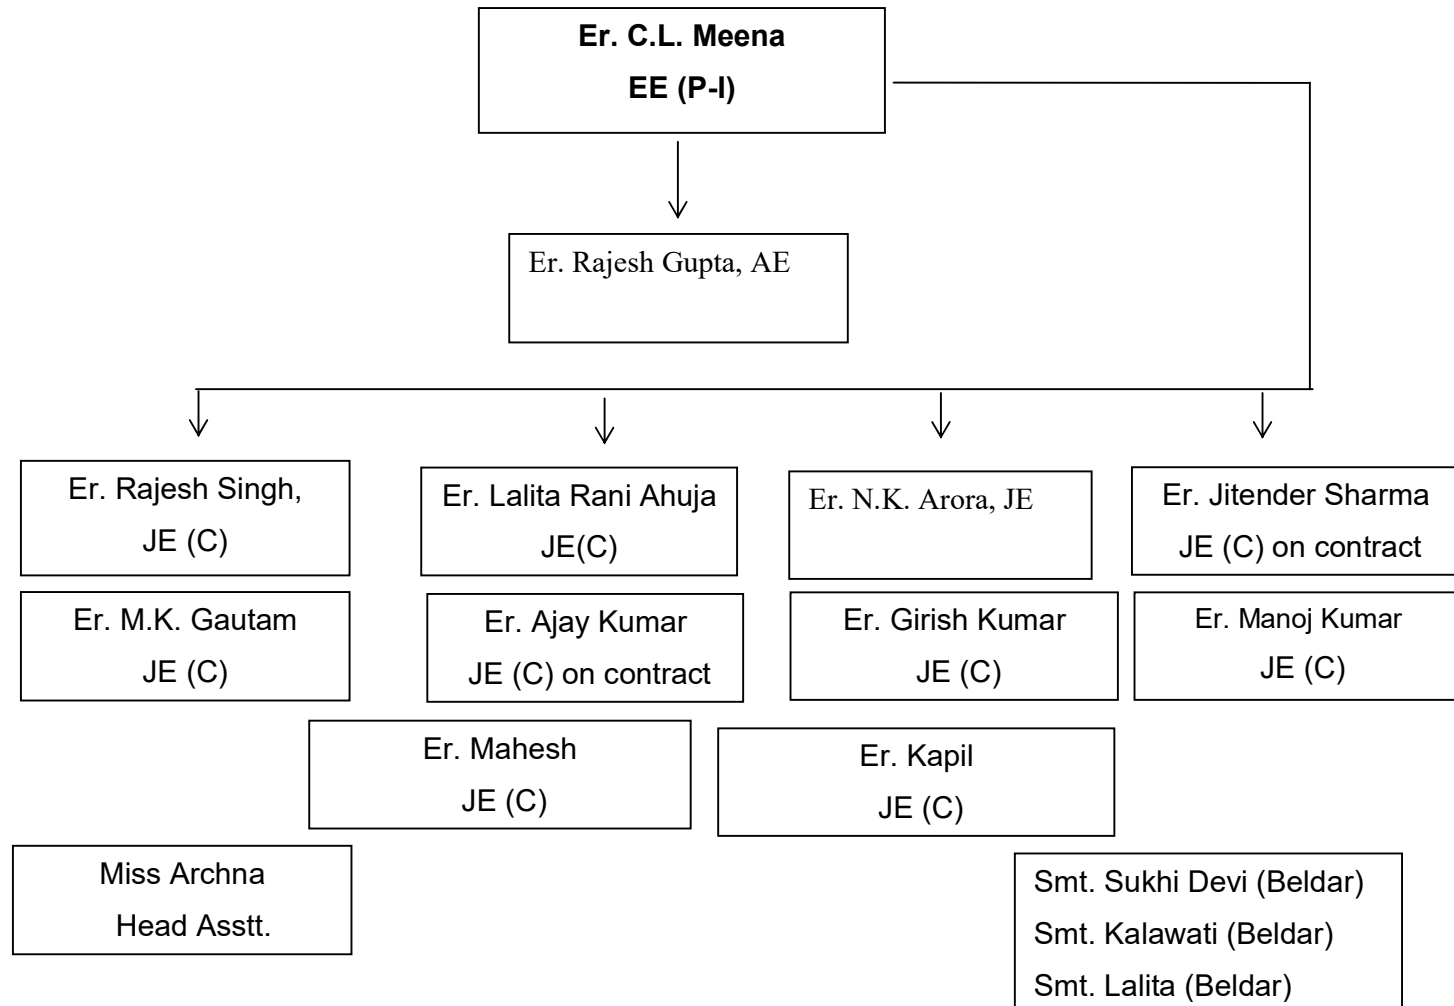 Er. C.L. Meena
EE (P-I)
Er. Rajesh Gupta, AE
Er. Rajesh Singh,
JE (C)
Er. Lalita Rani Ahuja
JE(C)
Er. N.K. Arora, JE
Er. Jitender Sharma
JE (C) on contract
Er. M.K. Gautam
JE (C)
Er. Ajay Kumar
JE (C) on contract
Er. Girish Kumar
JE (C)
Er. Manoj Kumar
JE (C)
Er. Mahesh
JE (C)
Er. Kapil
JE (C)
Miss Archna
Head Asstt.
Smt. Sukhi Devi (Beldar)
Smt. Kalawati (Beldar)
Smt. Lalita (Beldar)